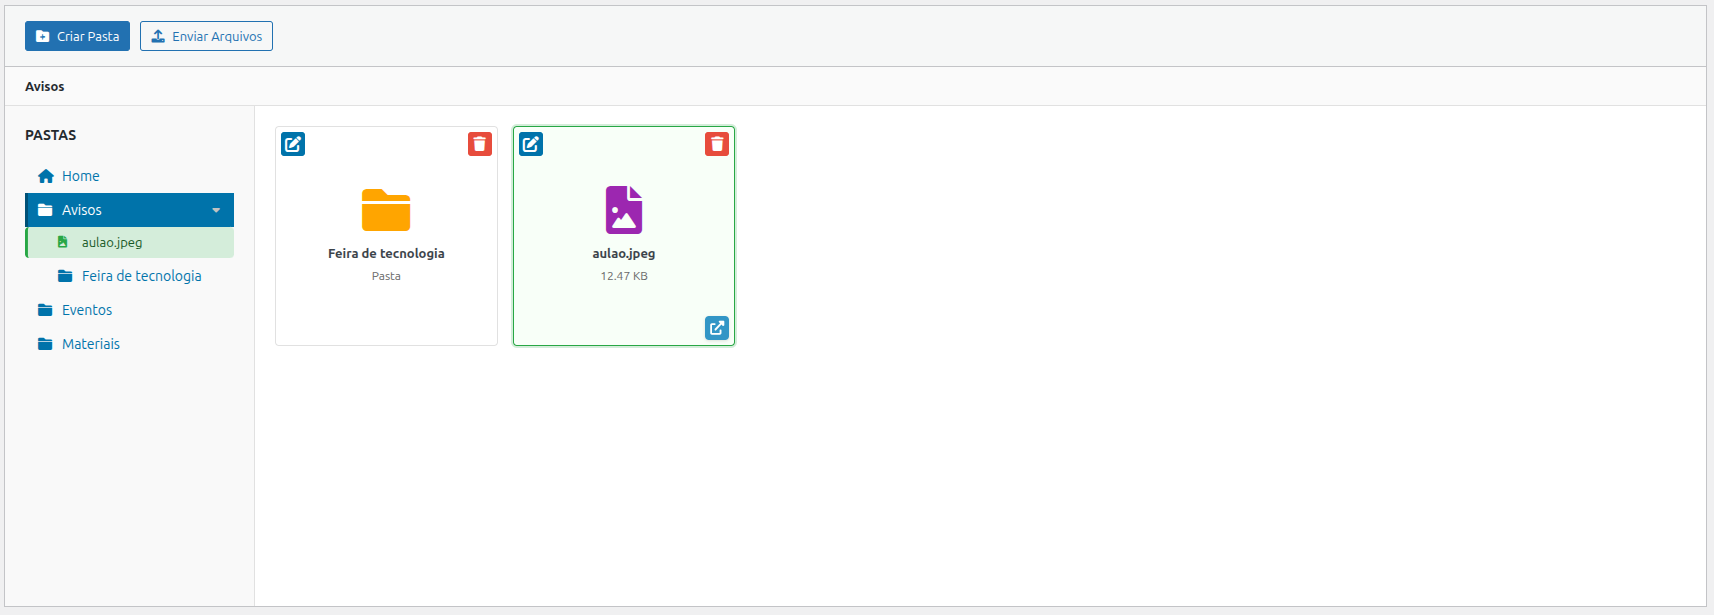 Criar Pasta
Enviar Arquivos
Avisos
PASTAS
Home
Avisos
aulao.jpeg
Feira de tecnologia
Eventos
Materiais
Feira de tecnologia
Pasta
aulao.jpeg
12.47 KB